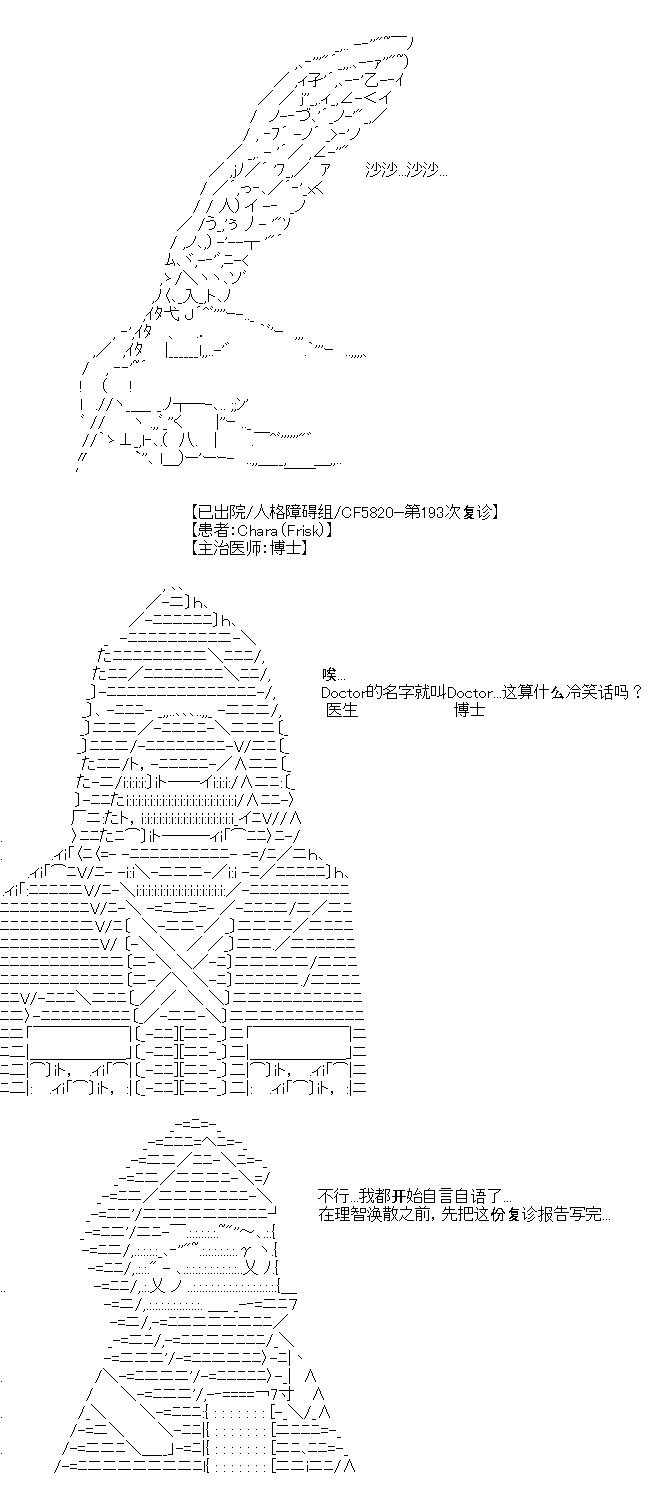 沙沙...沙沙...
【已出院/人格障碍组/CF5820—第193次复诊】
【患者：Chara（Frisk）】
【主治医师：博士】
唉...
Doctor的名字就叫Doctor...这算什么冷笑话吗？
医生 博士
不行...我都开始自言自语了...
在理智涣散之前，先把这份复诊报告写完...